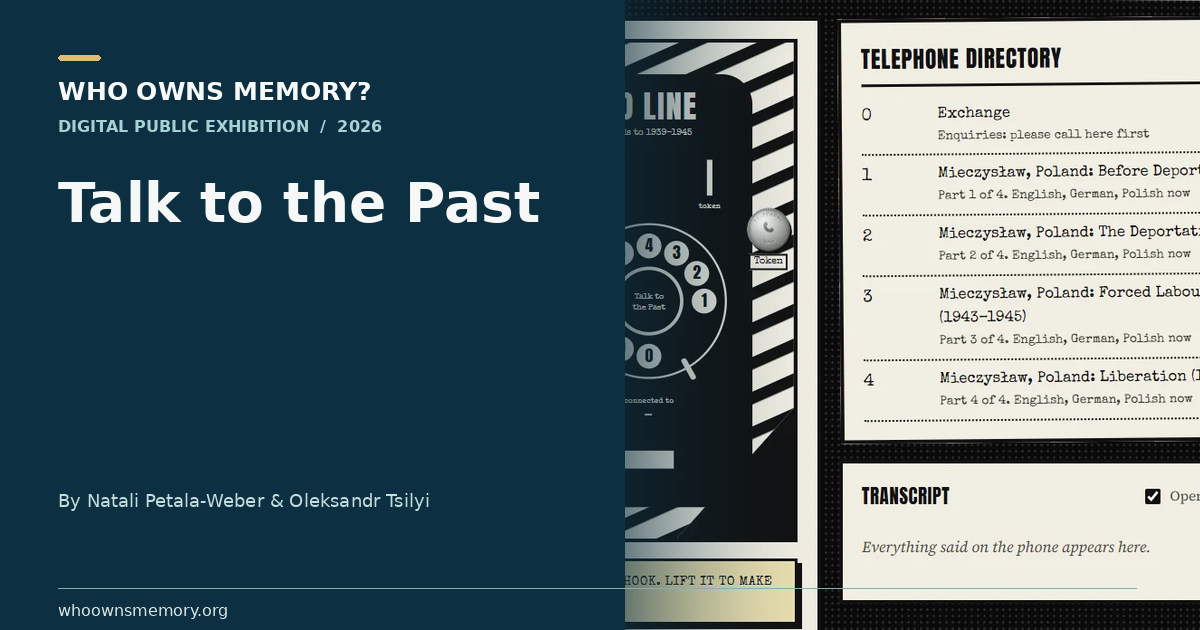 WHO OWNS MEMORY?
DIGITAL PUBLIC EXHIBITION / 2026
Talk to the Past
By Natali Petala-Weber & Oleksandr Tsilyi
whoownsmemory.org
LINE
to 1939–1945
token
4
3
2
1
0
Talk to
the Past
Token
connected to
—
HOOK. LIFT IT TO MAKE
TELEPHONE DIRECTORY
0 Exchange
Enquiries: please call here first
1 Mieczysław, Poland: Before Deport
Part 1 of 4. English, German, Polish now
2 Mieczysław, Poland: The Deportati
Part 2 of 4. English, German, Polish now
3 Mieczysław, Poland: Forced Labou
(1943–1945)
Part 3 of 4. English, German, Polish now
4 Mieczysław, Poland: Liberation (1
Part 4 of 4. English, German, Polish now
TRANSCRIPT
Oper
Everything said on the phone appears here.